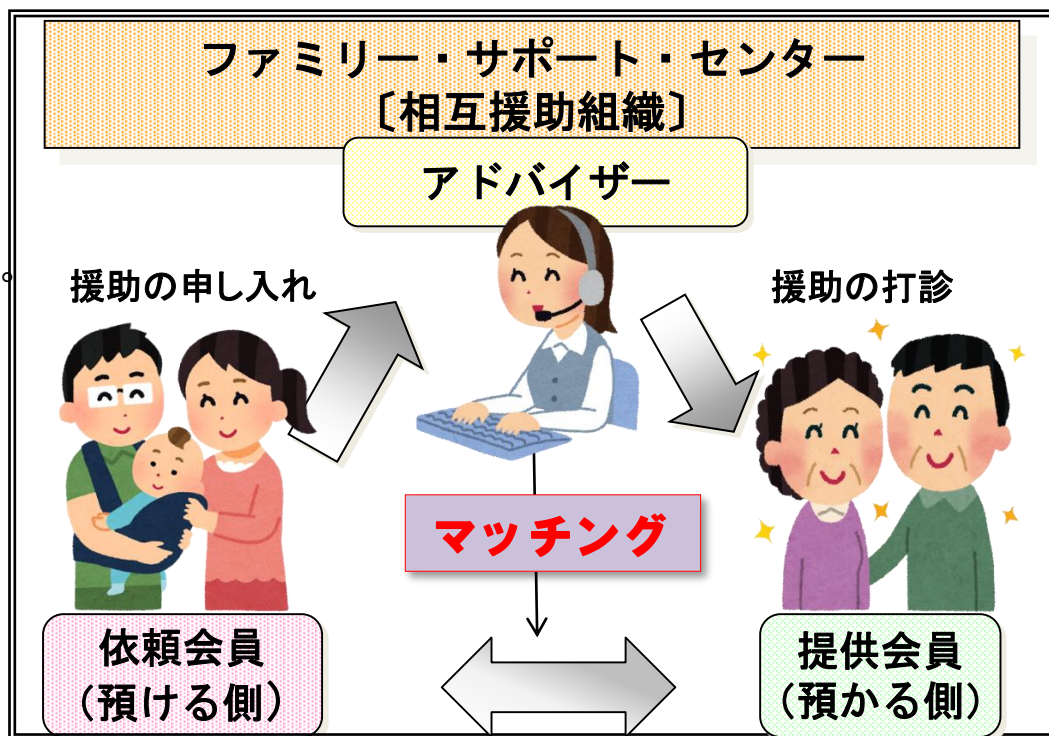 ファミリー・サポート・センター
〔相互援助組織〕
アドバイザー
援助の申し入れ
援助の打診
マッチング
依頼会員
（預ける側）
提供会員
（預かる側）